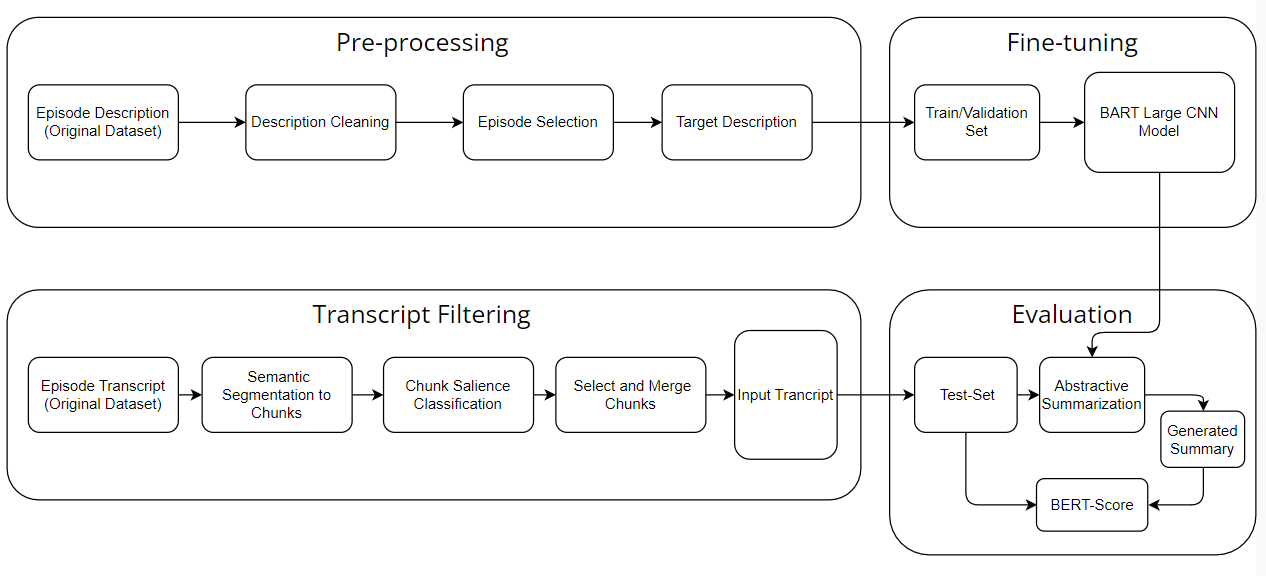 Pre-processing
Episode Description
(Original Dataset)
Description Cleaning
Episode Selection
Target Description
Fine-tuning
Train/Validation
Set
BART Large CNN
Model
Transcript Filtering
Episode Transcript
(Original Dataset)
Semantic
Segmentation to
Chunks
Chunk Salience
Classification
Select and Merge
Chunks
Input Trancript
Evaluation
Test-Set
Abstractive
Summarization
Generated
Summary
BERT-Score